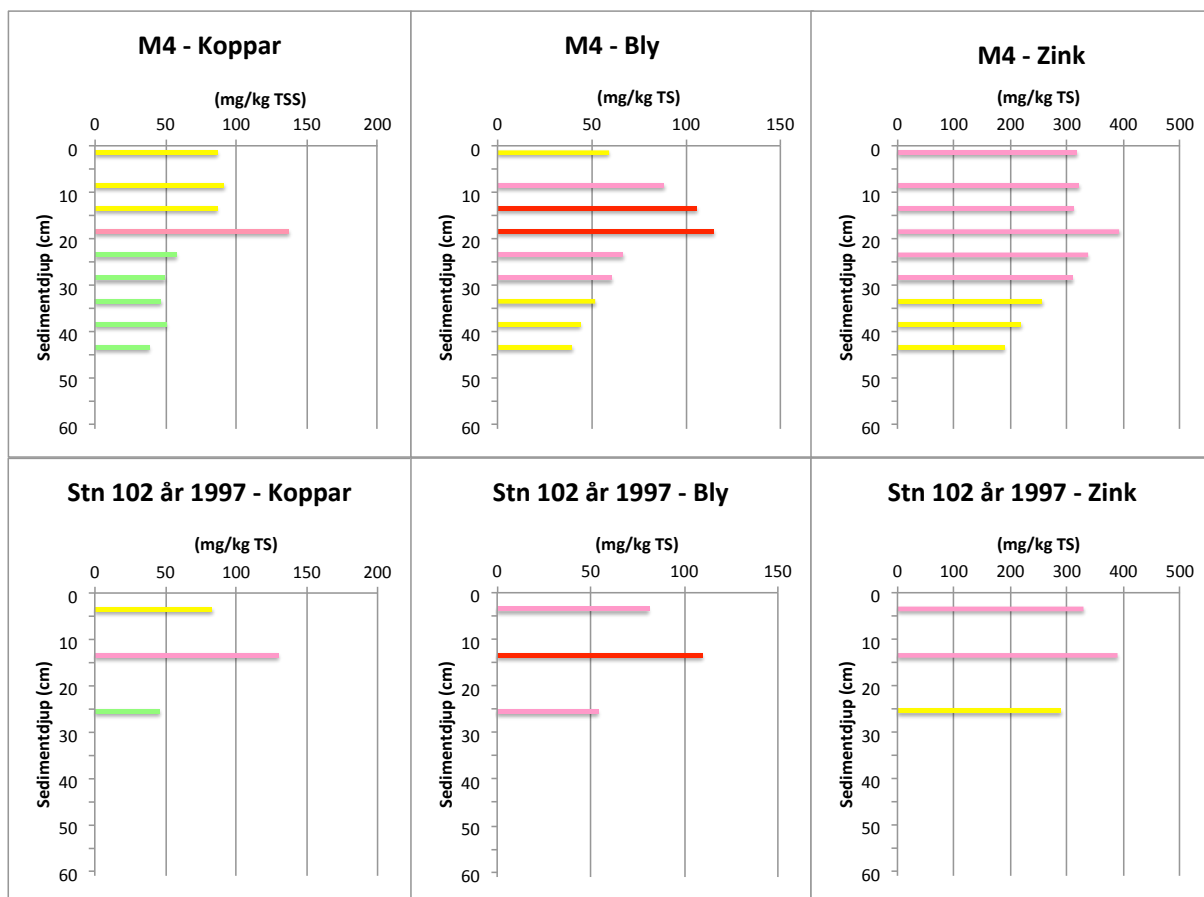 M4 - Koppar
(mg/kg TSS)
0 50 100 150 200
Sedimentdjup (cm)
0
10
20
30
40
50
60
M4 - Bly
(mg/kg TS)
0 50 100 150
Sedimentdjup (cm)
0
10
20
30
40
50
60
M4 - Zink
(mg/kg TS)
0 100 200 300 400 500
Sedimentdjup (cm)
0
10
20
30
40
50
60
Stn 102 år 1997 - Koppar
(mg/kg TS)
0 50 100 150 200
Sedimentdjup (cm)
0
10
20
30
40
50
60
Stn 102 år 1997 - Bly
(mg/kg TS)
0 50 100 150
Sedimentdjup (cm)
0
10
20
30
40
50
60
Stn 102 år 1997 - Zink
(mg/kg TS)
0 100 200 300 400 500
Sedimentdjup (cm)
0
10
20
30
40
50
60